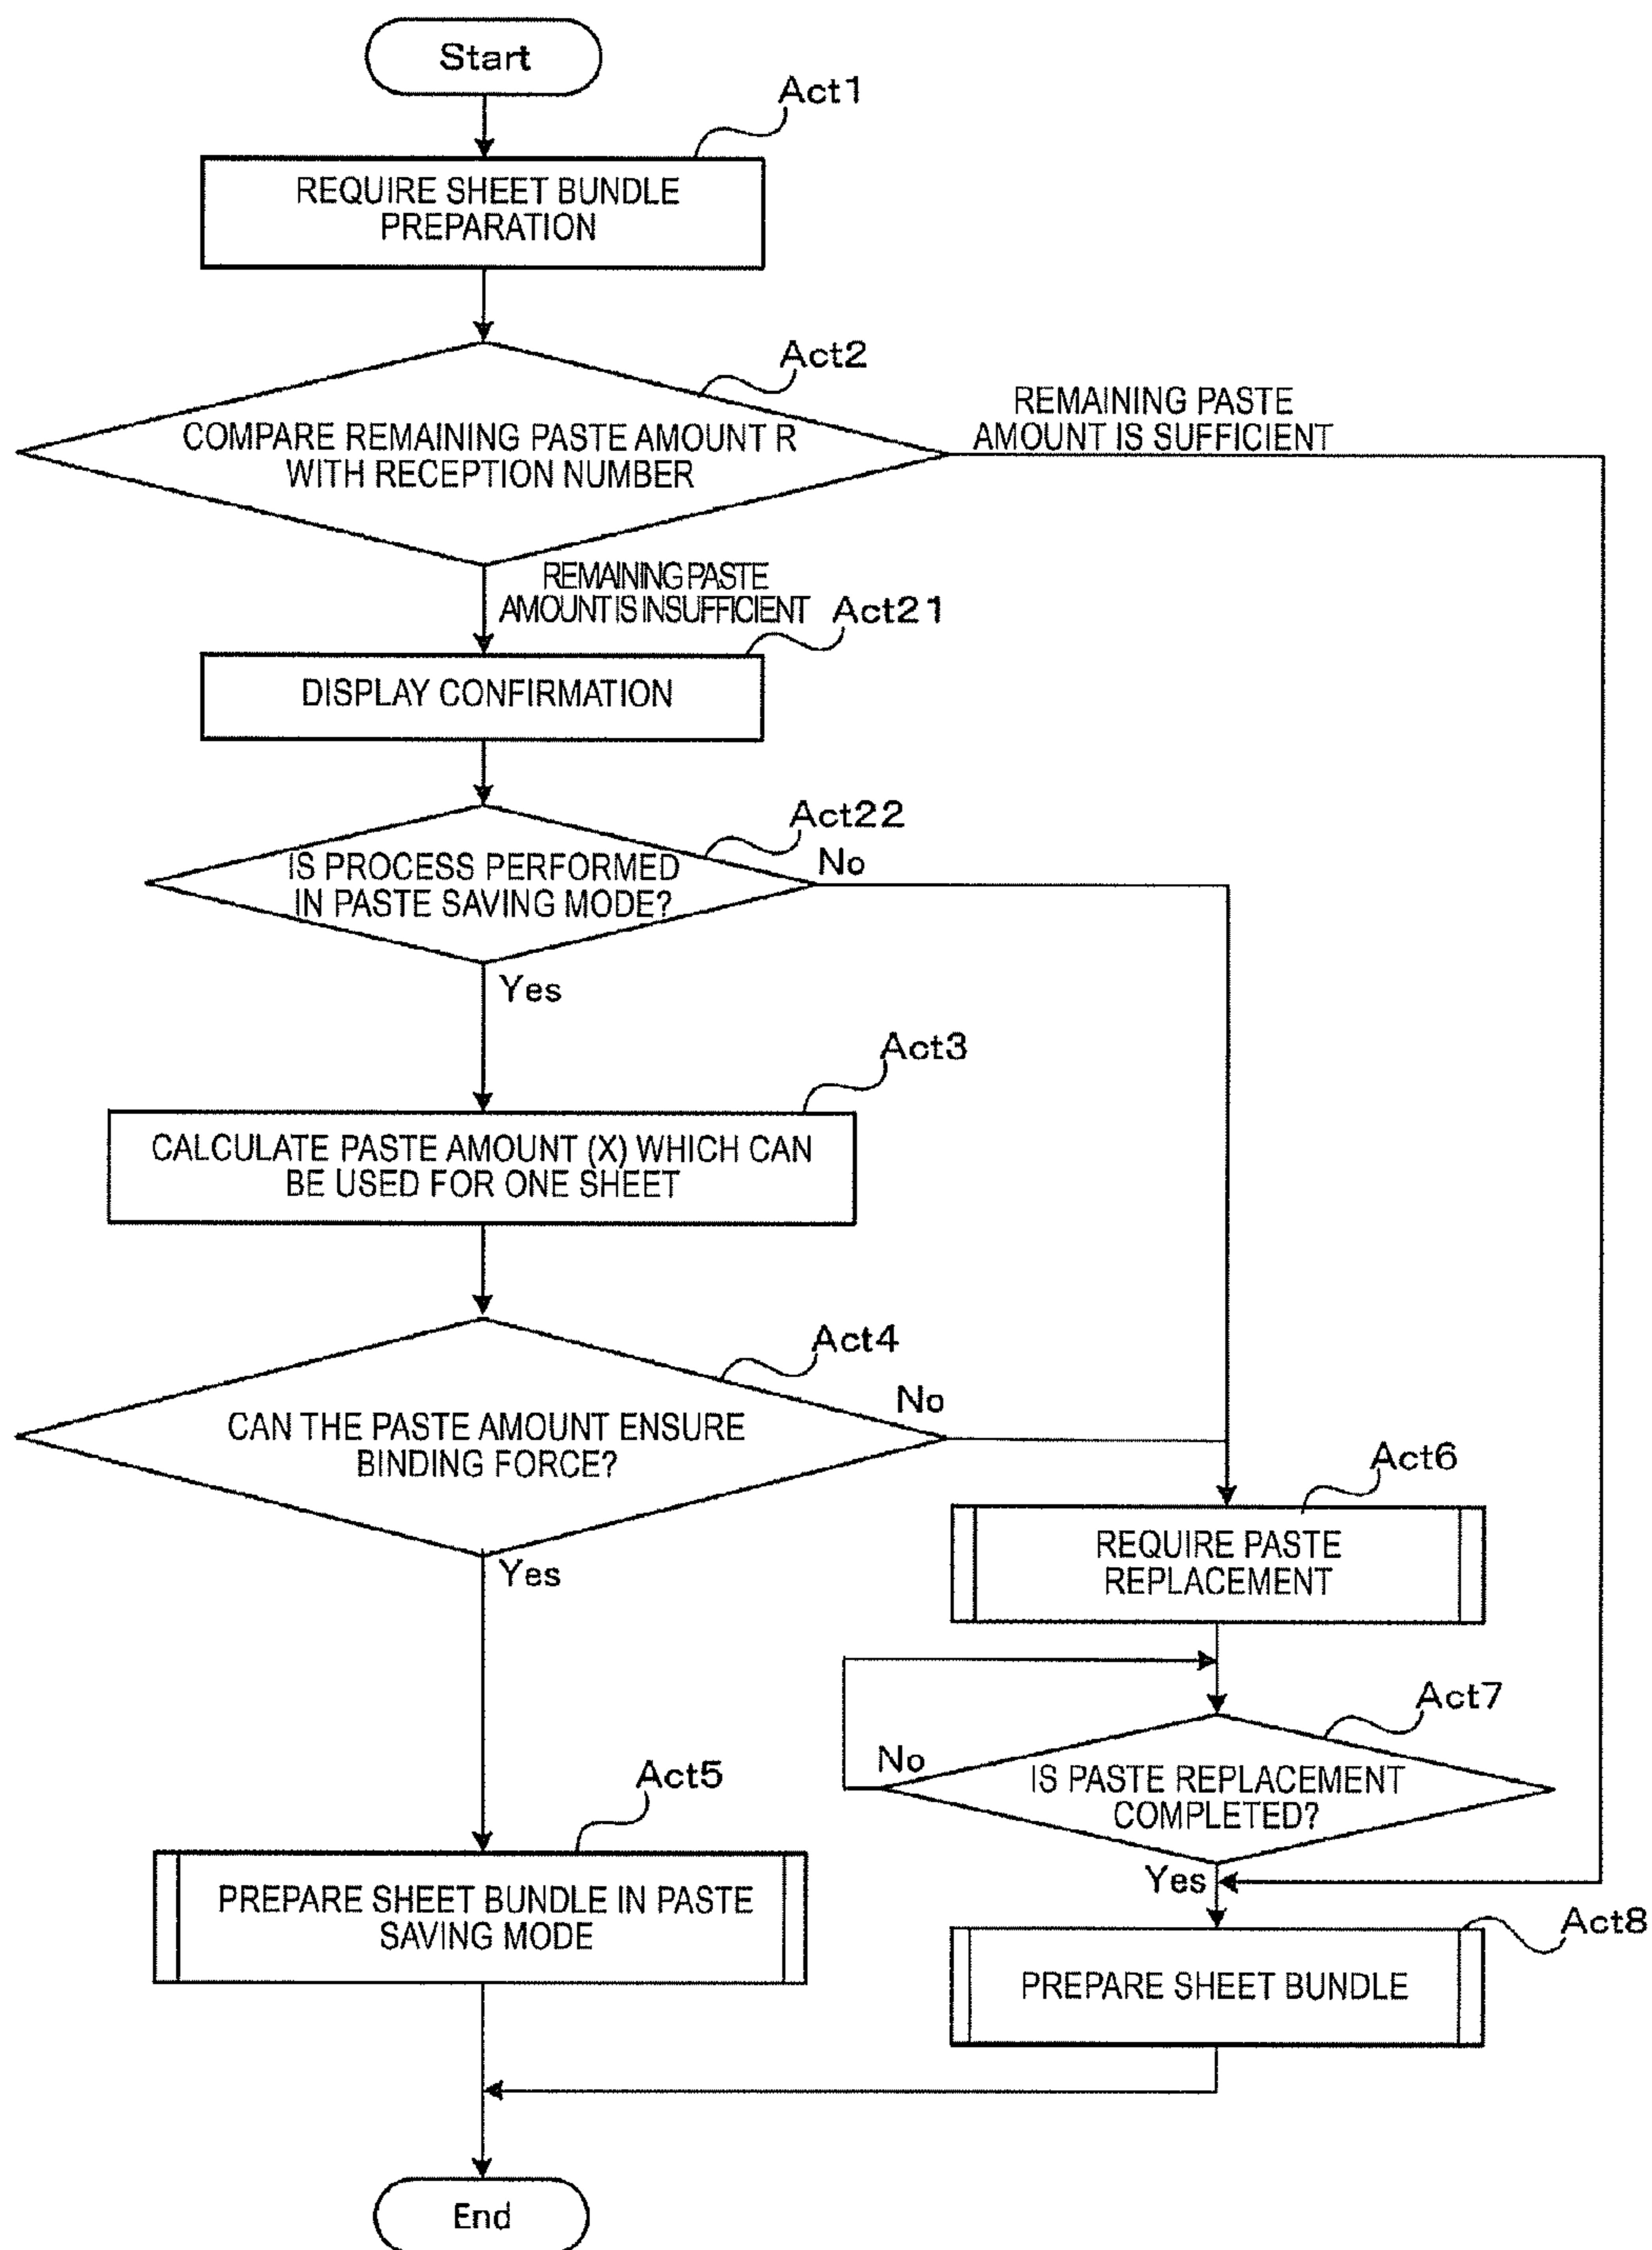 Start
Act1
REQUIRE SHEET BUNDLE
PREPARATION
Act2
COMPARE REMAINING PASTE AMOUNT R
WITH RECEPTION NUMBER
REMAINING PASTE
AMOUNT IS SUFFICIENT
REMAINING PASTE
AMOUNT IS INSUFFICIENT
Act21
DISPLAY CONFIRMATION
Act22
IS PROCESS PERFORMED
IN PASTE SAVING MODE?
No
Yes
Act3
CALCULATE PASTE AMOUNT (X) WHICH CAN
BE USED FOR ONE SHEET
Act4
CAN THE PASTE AMOUNT ENSURE
BINDING FORCE?
No
Yes
Act6
REQUIRE PASTE
REPLACEMENT
Act7
No
IS PASTE REPLACEMENT
COMPLETED?
Yes
Act5
PREPARE SHEET BUNDLE IN PASTE
SAVING MODE
Act8
PREPARE SHEET BUNDLE
End